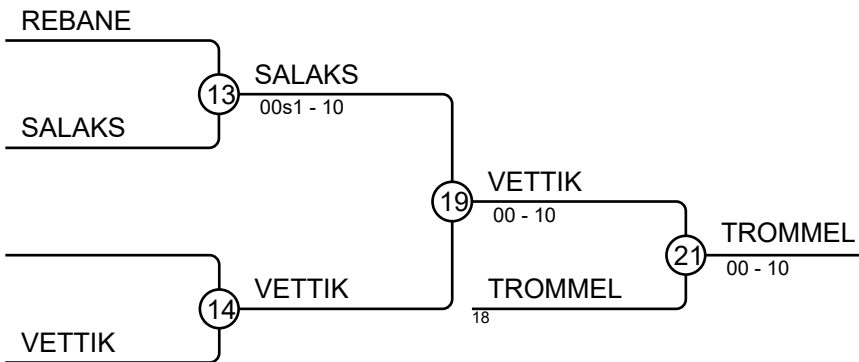 REBANE
13
SALAKS
00s1 - 10
SALAKS
19
VETTIK
00 - 10
21
TROMMEL
00 - 10
14
VETTIK
TROMMEL
18
VETTIK